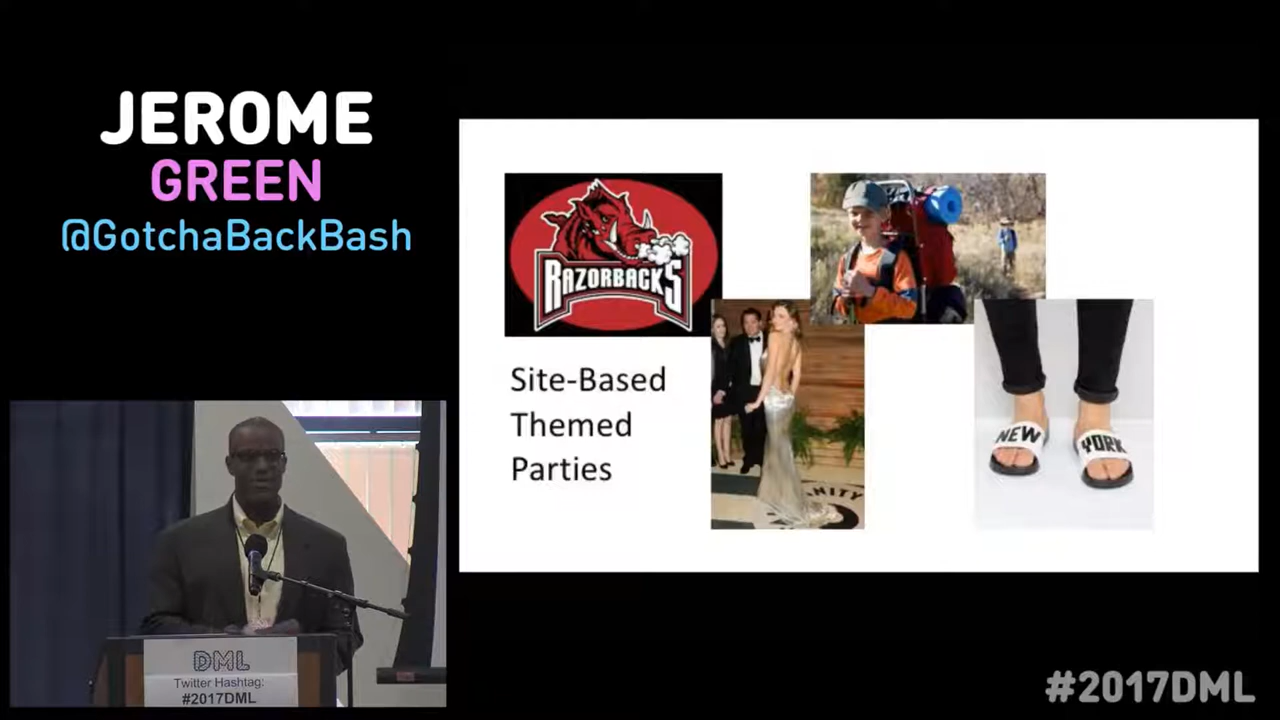 JEROME
GREEN
@GotchaBackBash
RAZORBACKS
Site-Based
Themed
Parties
NEW
YORK
DML
Twitter Hashtag:
#2017DML
#2017DML